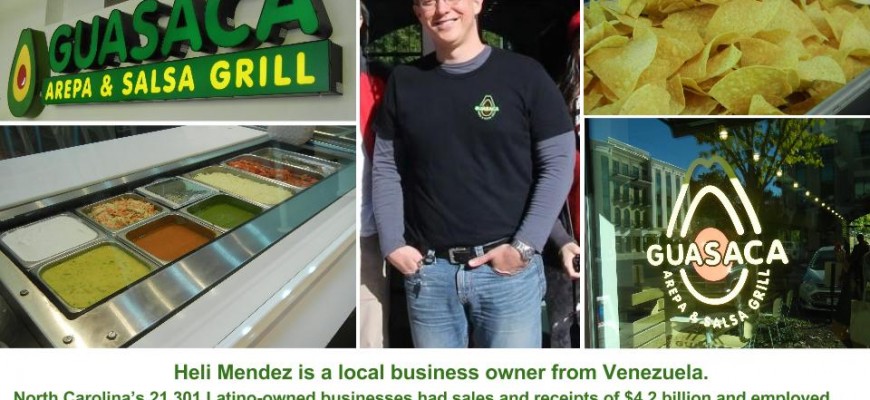 GUASACA
AREPA & SALSA GRILL
GUASACA
GUASACA
AREPA & SALSA GRILL
Heli Mendez is a local business owner from Venezuela.
North Carolina's 21,301 Latino-owned businesses had sales and receipts of $4.2 billion and employed